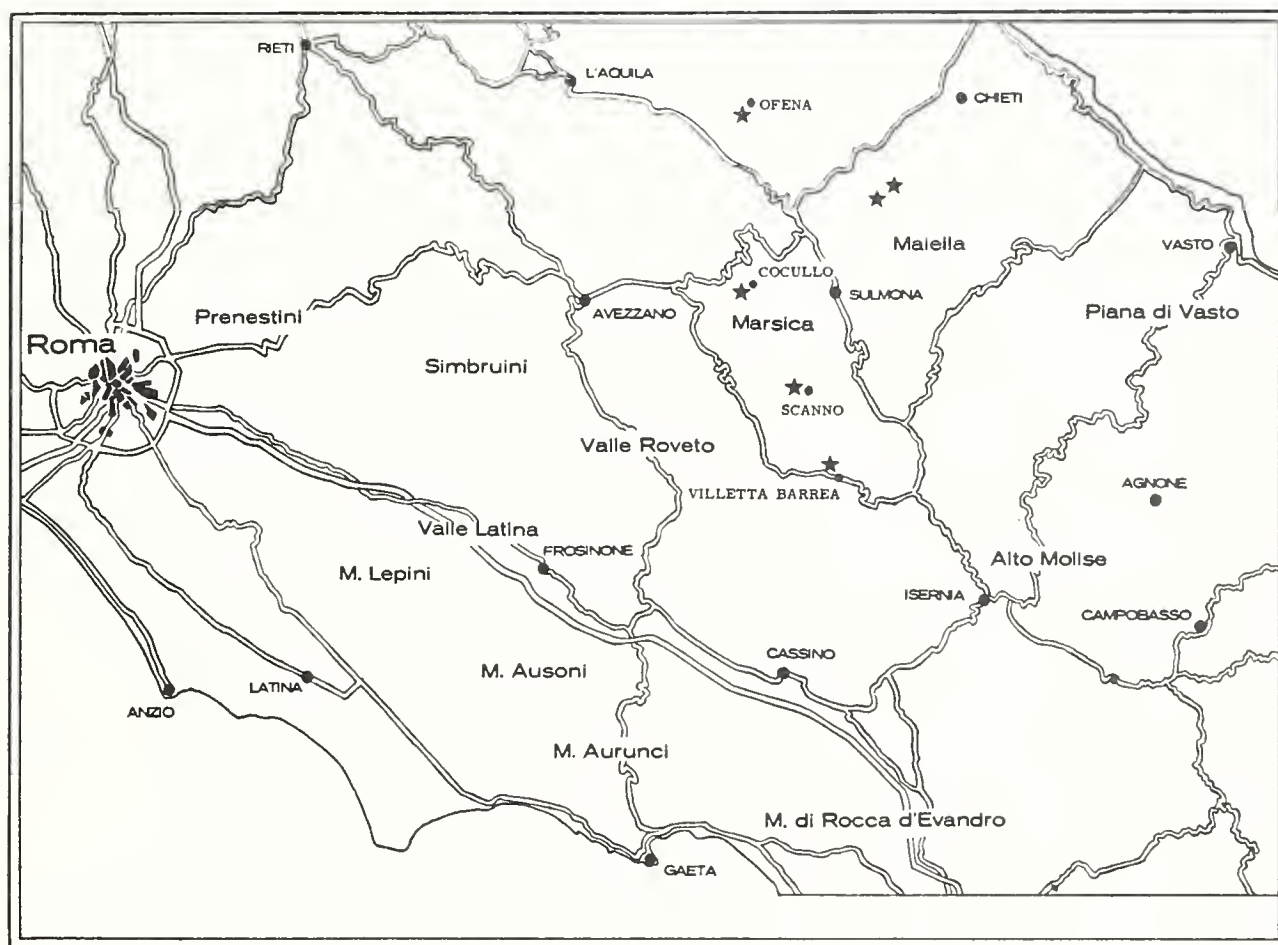 RIETI
L'AQUILA
OFENA
CHIETI
Maiella
VASTO
COCULLO
SULMONA
AVEZZANO
Prenestini
Marsica
Piana di Vasto
Roma
Simbruini
SCANNO
Valle Roveto
VILLETTA BARREA
AGNONE
Valle Latina
FROSINONE
Alto Molise
M. Lepini
ISERNIA
CAMPOBASSO
CASSINO
M. Ausoni
LATINA
ANZIO
M. Aurunci
M. di Rocca d'Evandro
GAETA